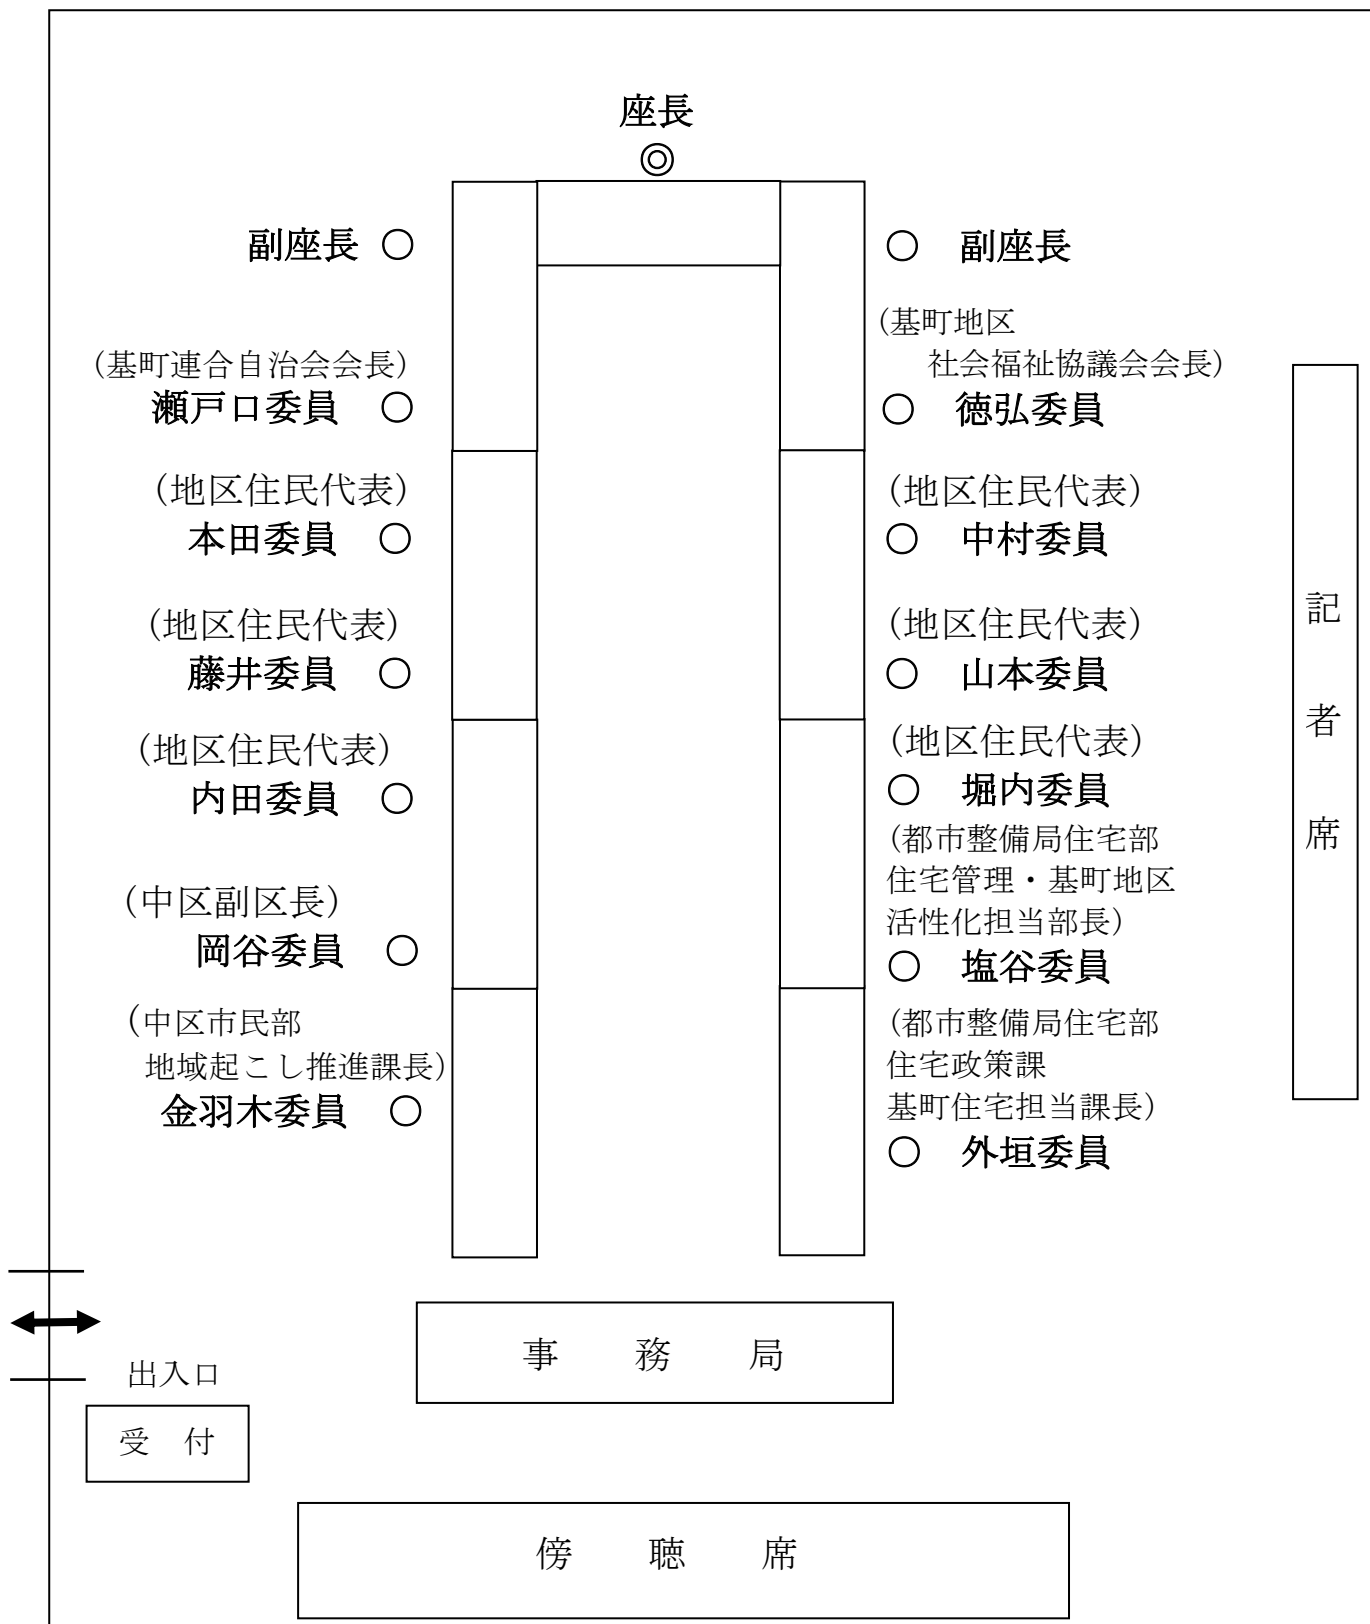 座長
副座長 ○
○ 副座長
(基町連合自治会会長)
瀬戸口委員 ○
(基町地区
社会福祉協議会会長)
○ 徳弘委員
(地区住民代表)
本田委員 ○
(地区住民代表)
○ 中村委員
(地区住民代表)
藤井委員 ○
(地区住民代表)
○ 山本委員
(地区住民代表)
内田委員 ○
(地区住民代表)
○ 堀内委員
(中区副区長)
岡谷委員 ○
(都市整備局住宅部
住宅管理・基町地区
活性化担当部長)
○ 塩谷委員
(中区市民部
地域起こし推進課長)
金羽木委員 ○
(都市整備局住宅部
住宅政策課
基町住宅担当課長)
○ 外垣委員
記者席
事務局
出入口
受付
傍聴席